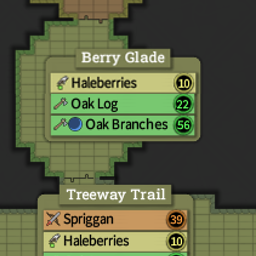 Berry Glade
Haleberries 10
Oak Log 22
Oak Branches 56
Treeway Trail
Spriggan 39
Haleberries 10